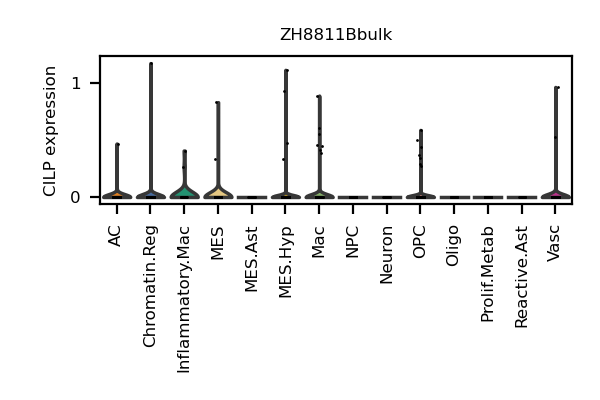 ZH8811Bbulk
CILP expression
1
0
AC
Chromatin.Reg
Inflammatory.Mac
MES
MES.Ast
MES.Hyp
Mac
NPC
Neuron
OPC
Oligo
Prolif.Metab
Reactive.Ast
Vasc